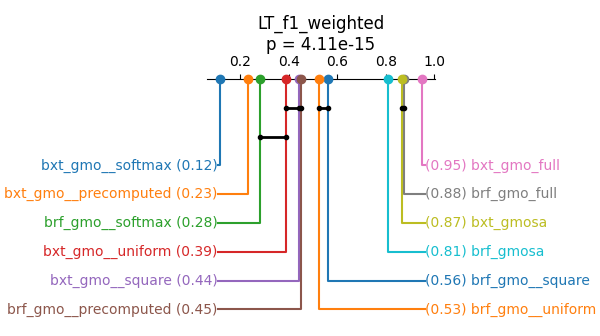 LT_f1_weighted
p = 4.11e-15
0.2 0.4 0.6 0.8 1.0
bxt_gmo__softmax (0.12) (0.95) bxt_gmo_full
bxt_gmo__precomputed (0.23) (0.88) brf_gmo_full
brf_gmo__softmax (0.28) (0.87) bxt_gmosa
bxt_gmo__uniform (0.39) (0.81) brf_gmosa
bxt_gmo__square (0.44) (0.56) brf_gmo__square
brf_gmo__precomputed (0.45) (0.53) brf_gmo__uniform